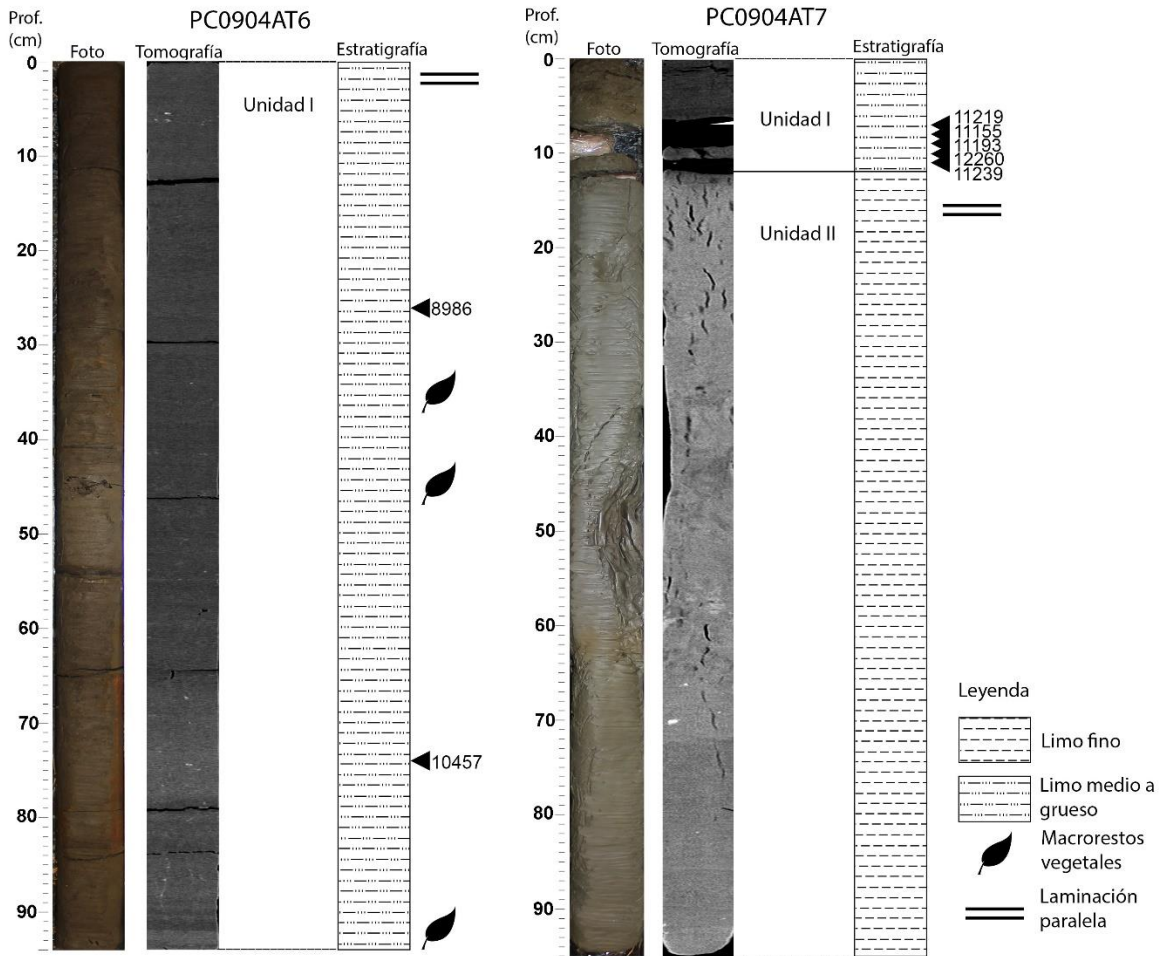 PC0904AT6
Prof.
(cm)
Foto
Tomografía
Estratigrafía
0
10
20
30
40
50
60
70
80
90
Unidad I
8986
10457
PC0904AT7
Prof.
(cm)
Foto
Tomografía
Estratigrafía
0
10
20
30
40
50
60
70
80
90
Unidad I
11219
11155
11193
12260
11239
Unidad II
Leyenda
Limo fino
Limo medio a
grueso
Macrorestos
vegetales
Laminación
paralela